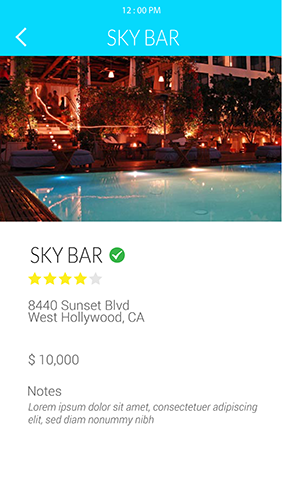 12 : 00 PM
SKY BAR
SKY BAR
8440 Sunset Blvd
West Hollywood, CA
$ 10,000
Notes
Lorem ipsum dolor sit amet, consectetuer adipiscing
elit, sed diam nonummy nibh